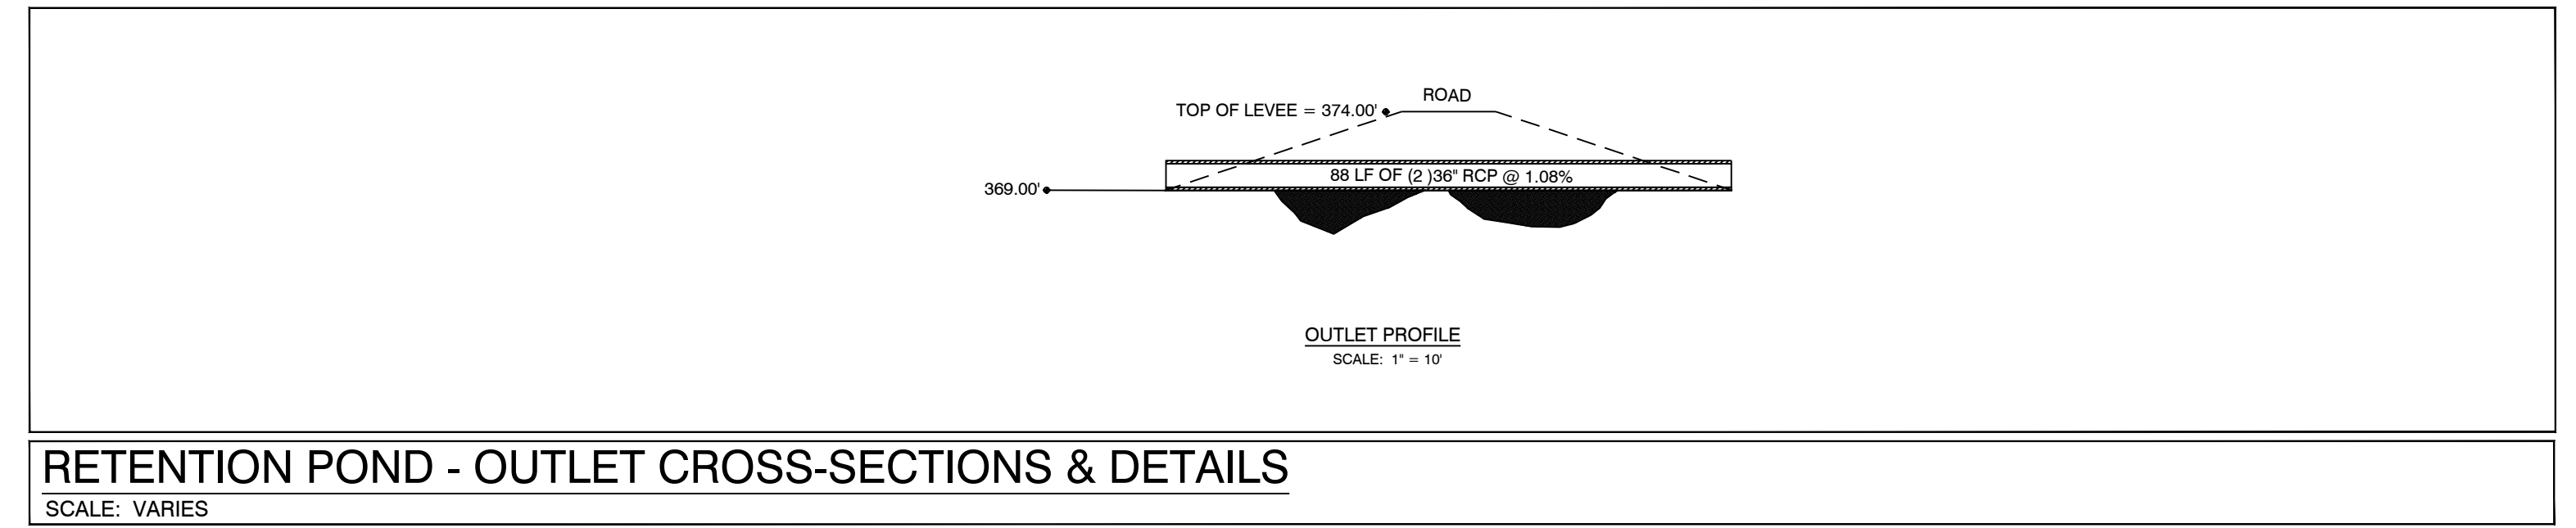 ROAD
TOP OF LEVEE = 374.00'
88 LF OF (2 )36" RCP @ 1.08%
369.00'
OUTLET PROFILE
SCALE: 1" = 10'
RETENTION POND - OUTLET CROSS-SECTIONS & DETAILS
SCALE: VARIES